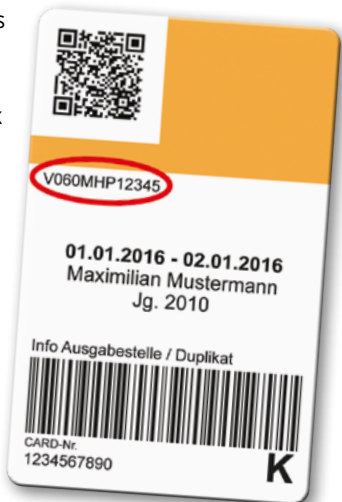 s
V060MHP12345
01.01.2016 - 02.01.2016
Maximilian Mustermann
Jg. 2010
Info Ausgabestelle / Duplikat
CARD-Nr.
1234567890
K